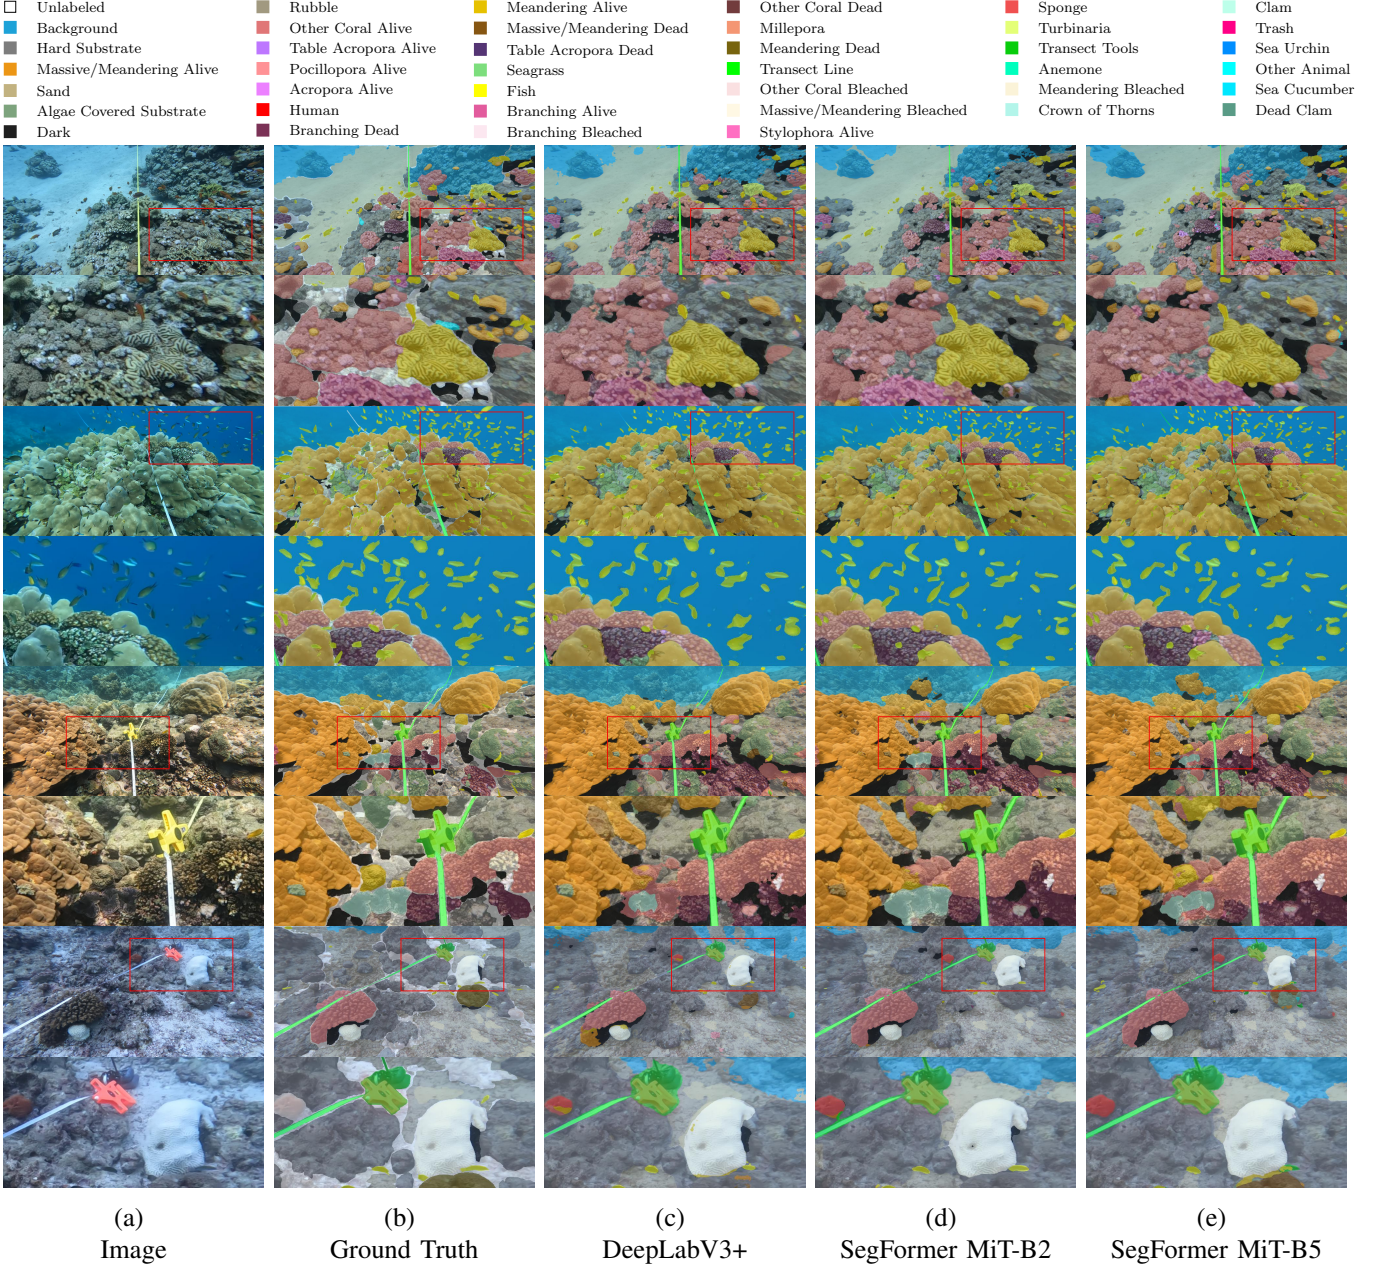 Unlabeled
Background
Hard Substrate
Massive/Meandering Alive
Sand
Algae Covered Substrate
Dark
Rubble
Other Coral Alive
Table Acropora Alive
Pocillopora Alive
Acropora Alive
Human
Branching Dead
Meandering Alive
Massive/Meandering Dead
Table Acropora Dead
Seagrass
Fish
Branching Alive
Branching Bleached
Other Coral Dead
Millepora
Meandering Dead
Transect Line
Other Coral Bleached
Massive/Meandering Bleached
Stylophora Alive
Sponge
Turbinaria
Transect Tools
Anemone
Meandering Bleached
Crown of Thorns
Clam
Trash
Sea Urchin
Other Animal
Sea Cucumber
Dead Clam
(a)
Image
(b)
Ground Truth
(c)
DeepLabV3+
(d)
SegFormer MiT-B2
(e)
SegFormer MiT-B5